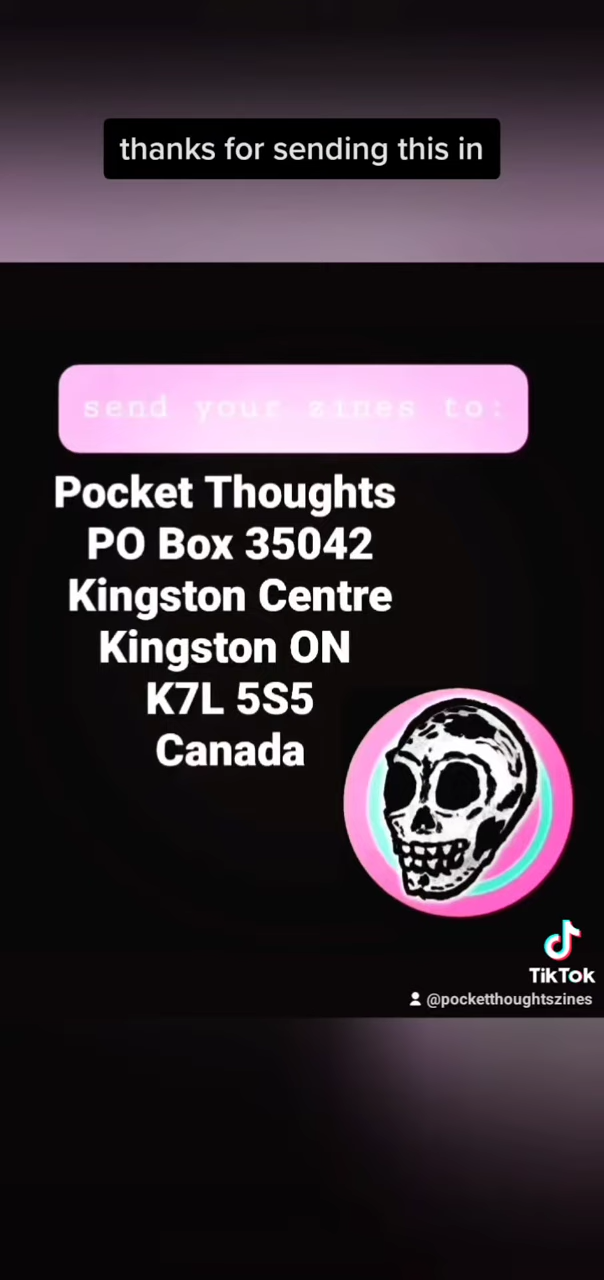 thanks for sending this in
send your zines to:
Pocket Thoughts
PO Box 35042
Kingston Centre
Kingston ON
K7L 5S5
Canada
TikTok
@pocketthoughtszines